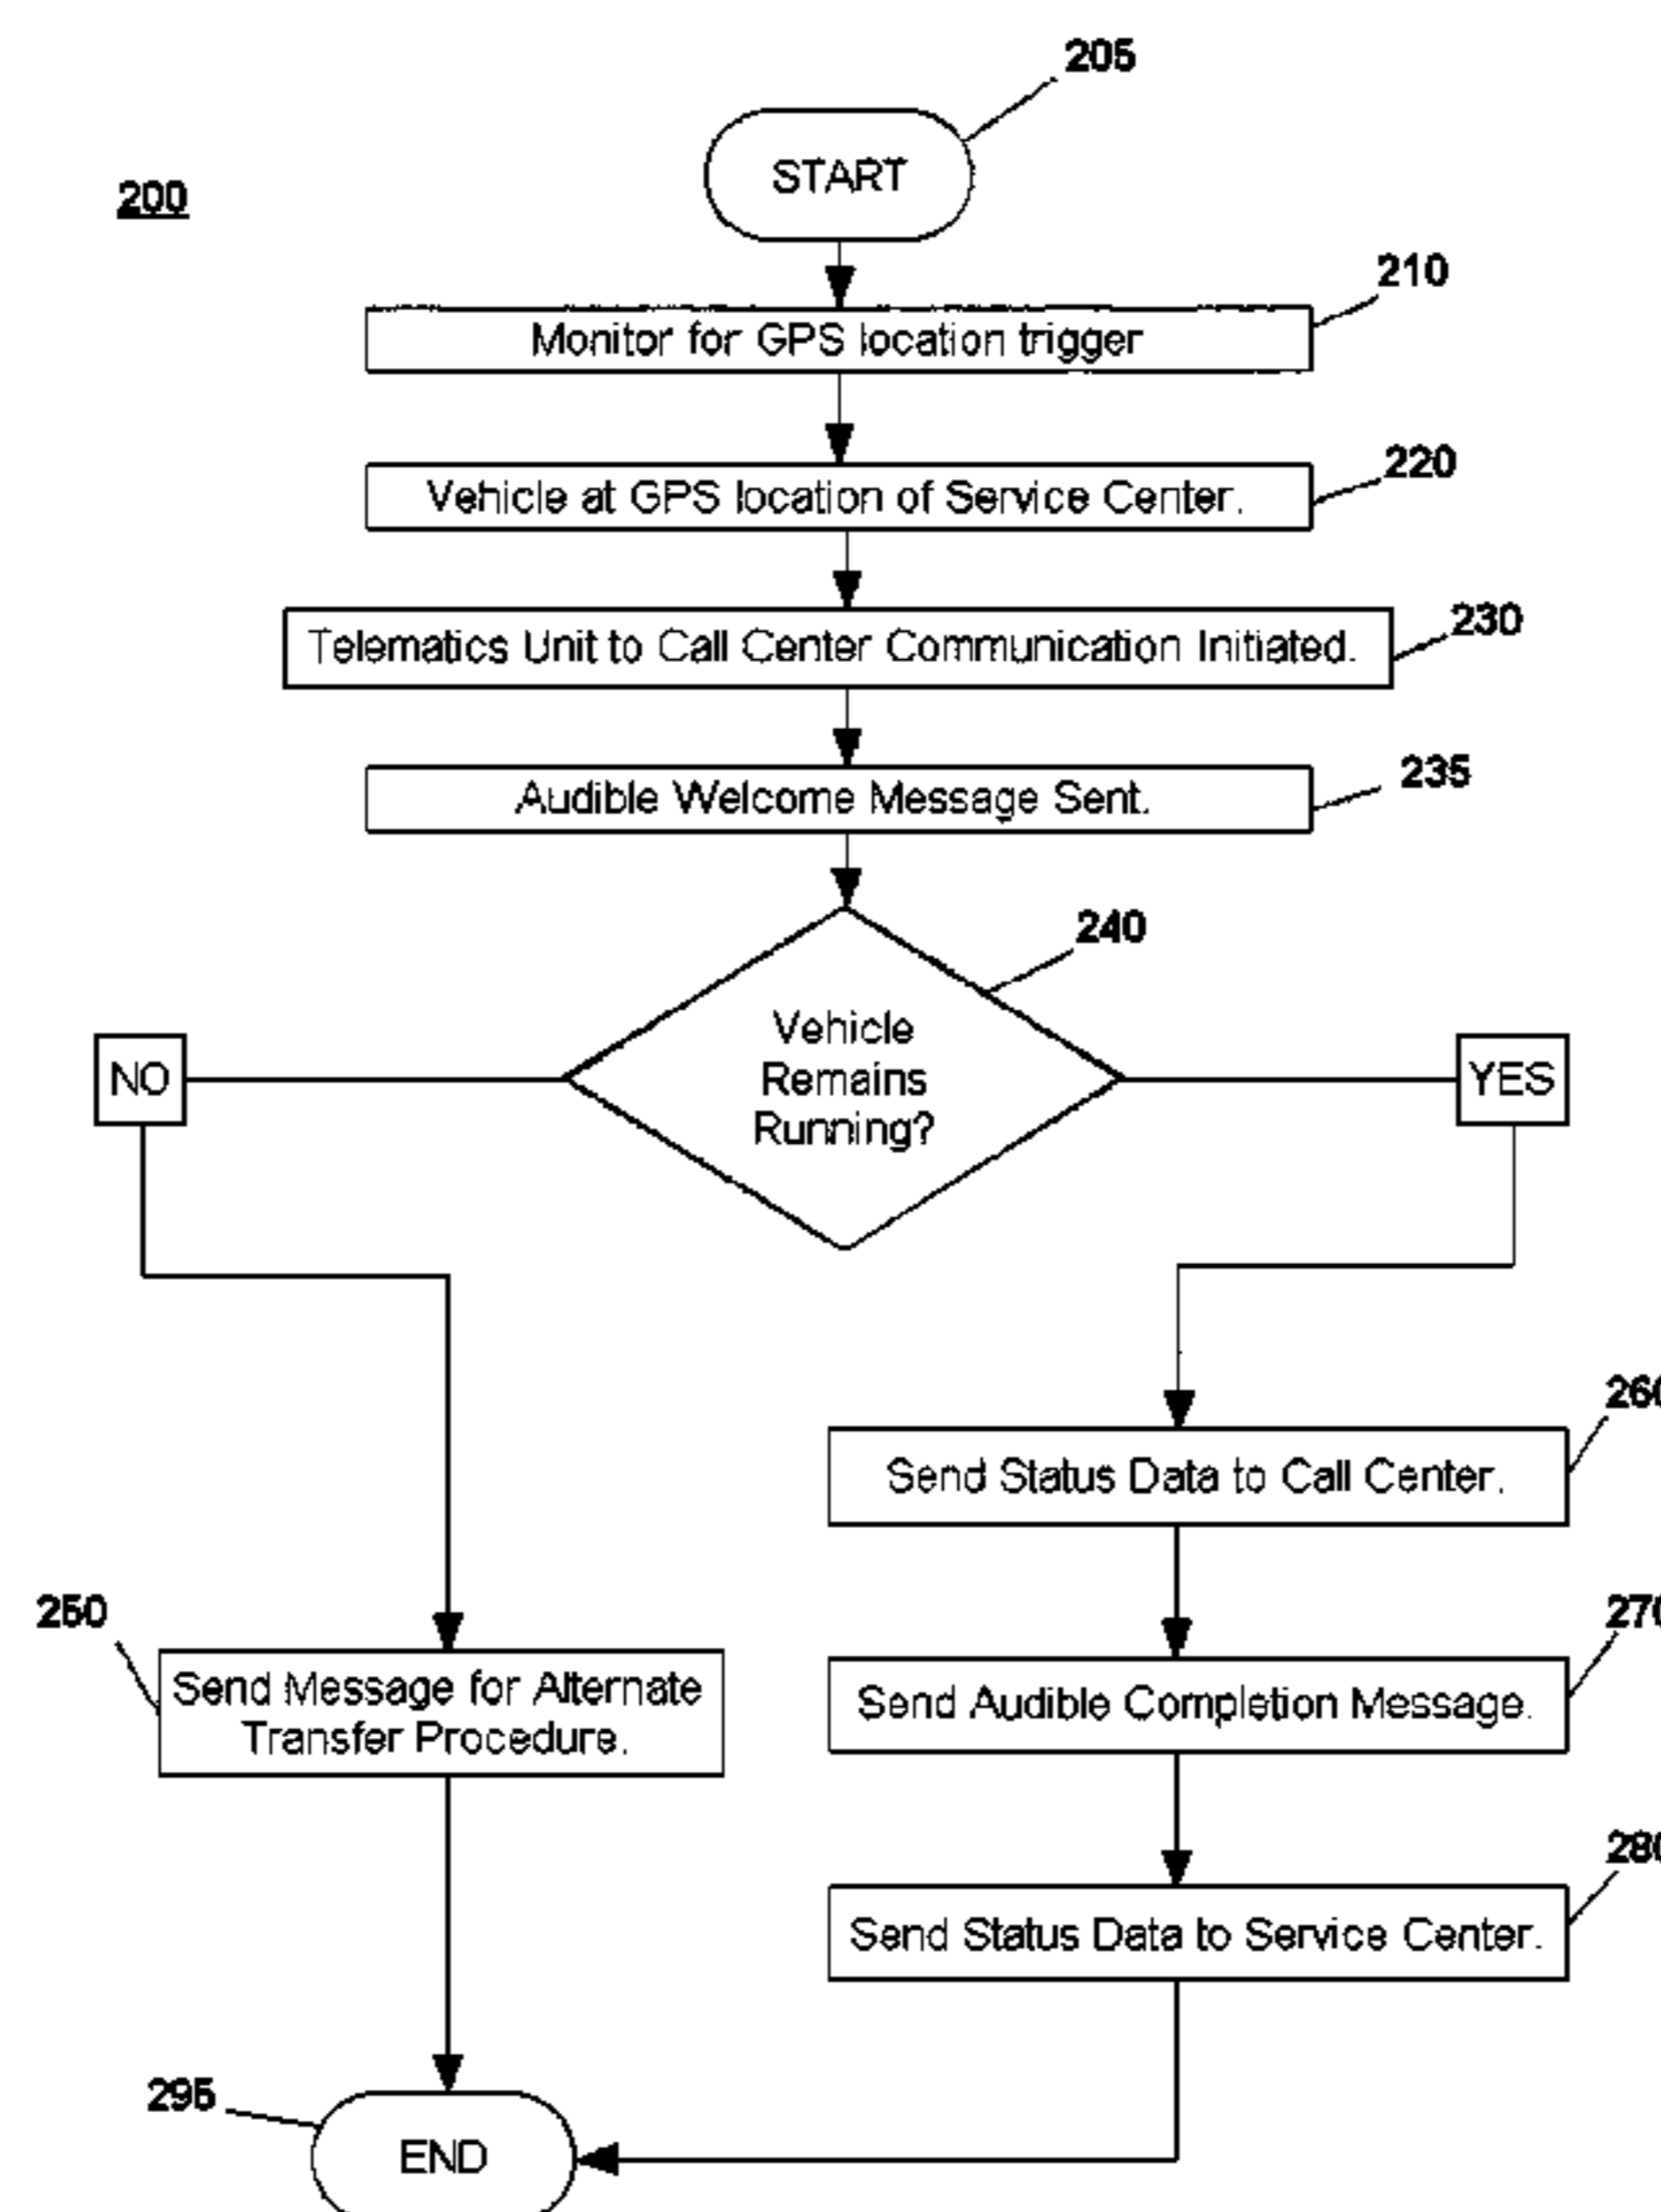 205
START
200
210
Monitor for GPS location trigger
220
Vehicle at GPS location of Service Center.
230
Telematics Unit to Call Center Communication Initiated.
235
Audible Welcome Message Sent.
240
Vehicle
Remains
Running?
NO
YES
260
Send Status Data to Call Center.
250
270
Send Message for Alternate
Transfer Procedure.
Send Audible Completion Message.
280
Send Status Data to Service Center.
295
END